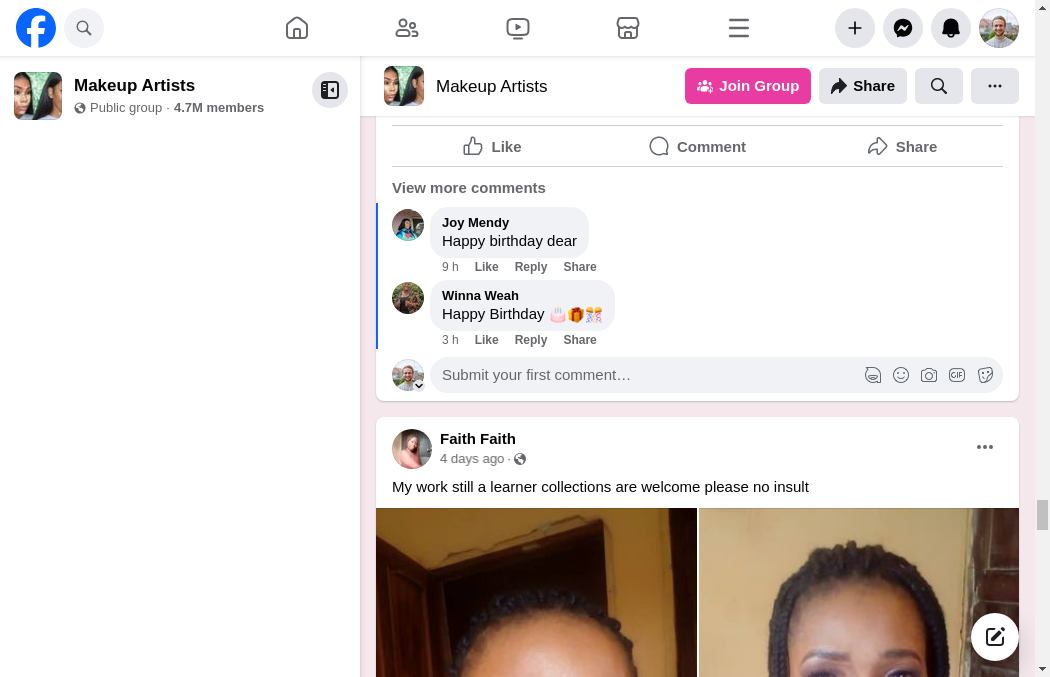 Makeup Artists
Public group · 4.7M members
Makeup Artists
Join Group
Share
Like
Comment
Share
View more comments
Joy Mendy
Happy birthday dear
9 h Like Reply Share
Winna Weah
Happy Birthday 🎂🎁🎊
3 h Like Reply Share
Submit your first comment…
GIF
Faith Faith
4 days ago ·
My work still a learner collections are welcome please no insult